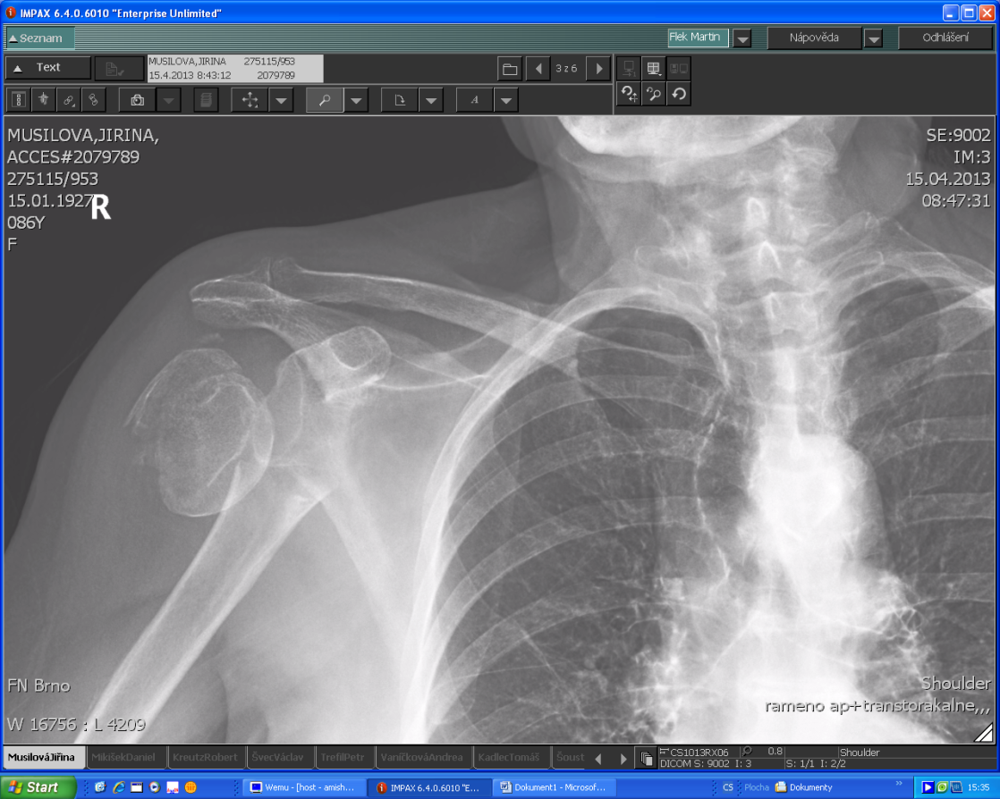 IMPAX 6.4.0.6010 "Enterprise Unlimited"
Seznam
Flek Martin
Nápověda
Odhlášení
Text
MUSILOVA,JIRINA 275115/953
15.4.2013 8:43:12 2079789
3 z 6
A
MUSILOVA,JIRINA,
ACCES#2079789
275115/953
15.01.1927
086Y
F
R
SE:9002
IM:3
15.04.2013
08:47:31
FN Brno
W 16756 : L 4209
Shoulder
rameno ap+transtorakalne,,,
MusilováJiřina
MikišekDaniel
KreutzRobert
ŠvecVáclav
TrefilPetr
VaníčkováAndrea
KadlecTomáš
Šoust
CS1013RX06
0.8
Shoulder
DICOM S: 9002 I: 3
S: 1/1 I: 2/2
Start
Wemu - [host - amish...
IMPAX 6.4.0.6010 "E...
Dokument1 - Microsof...
CS
Plocha
Dokumenty
15:35